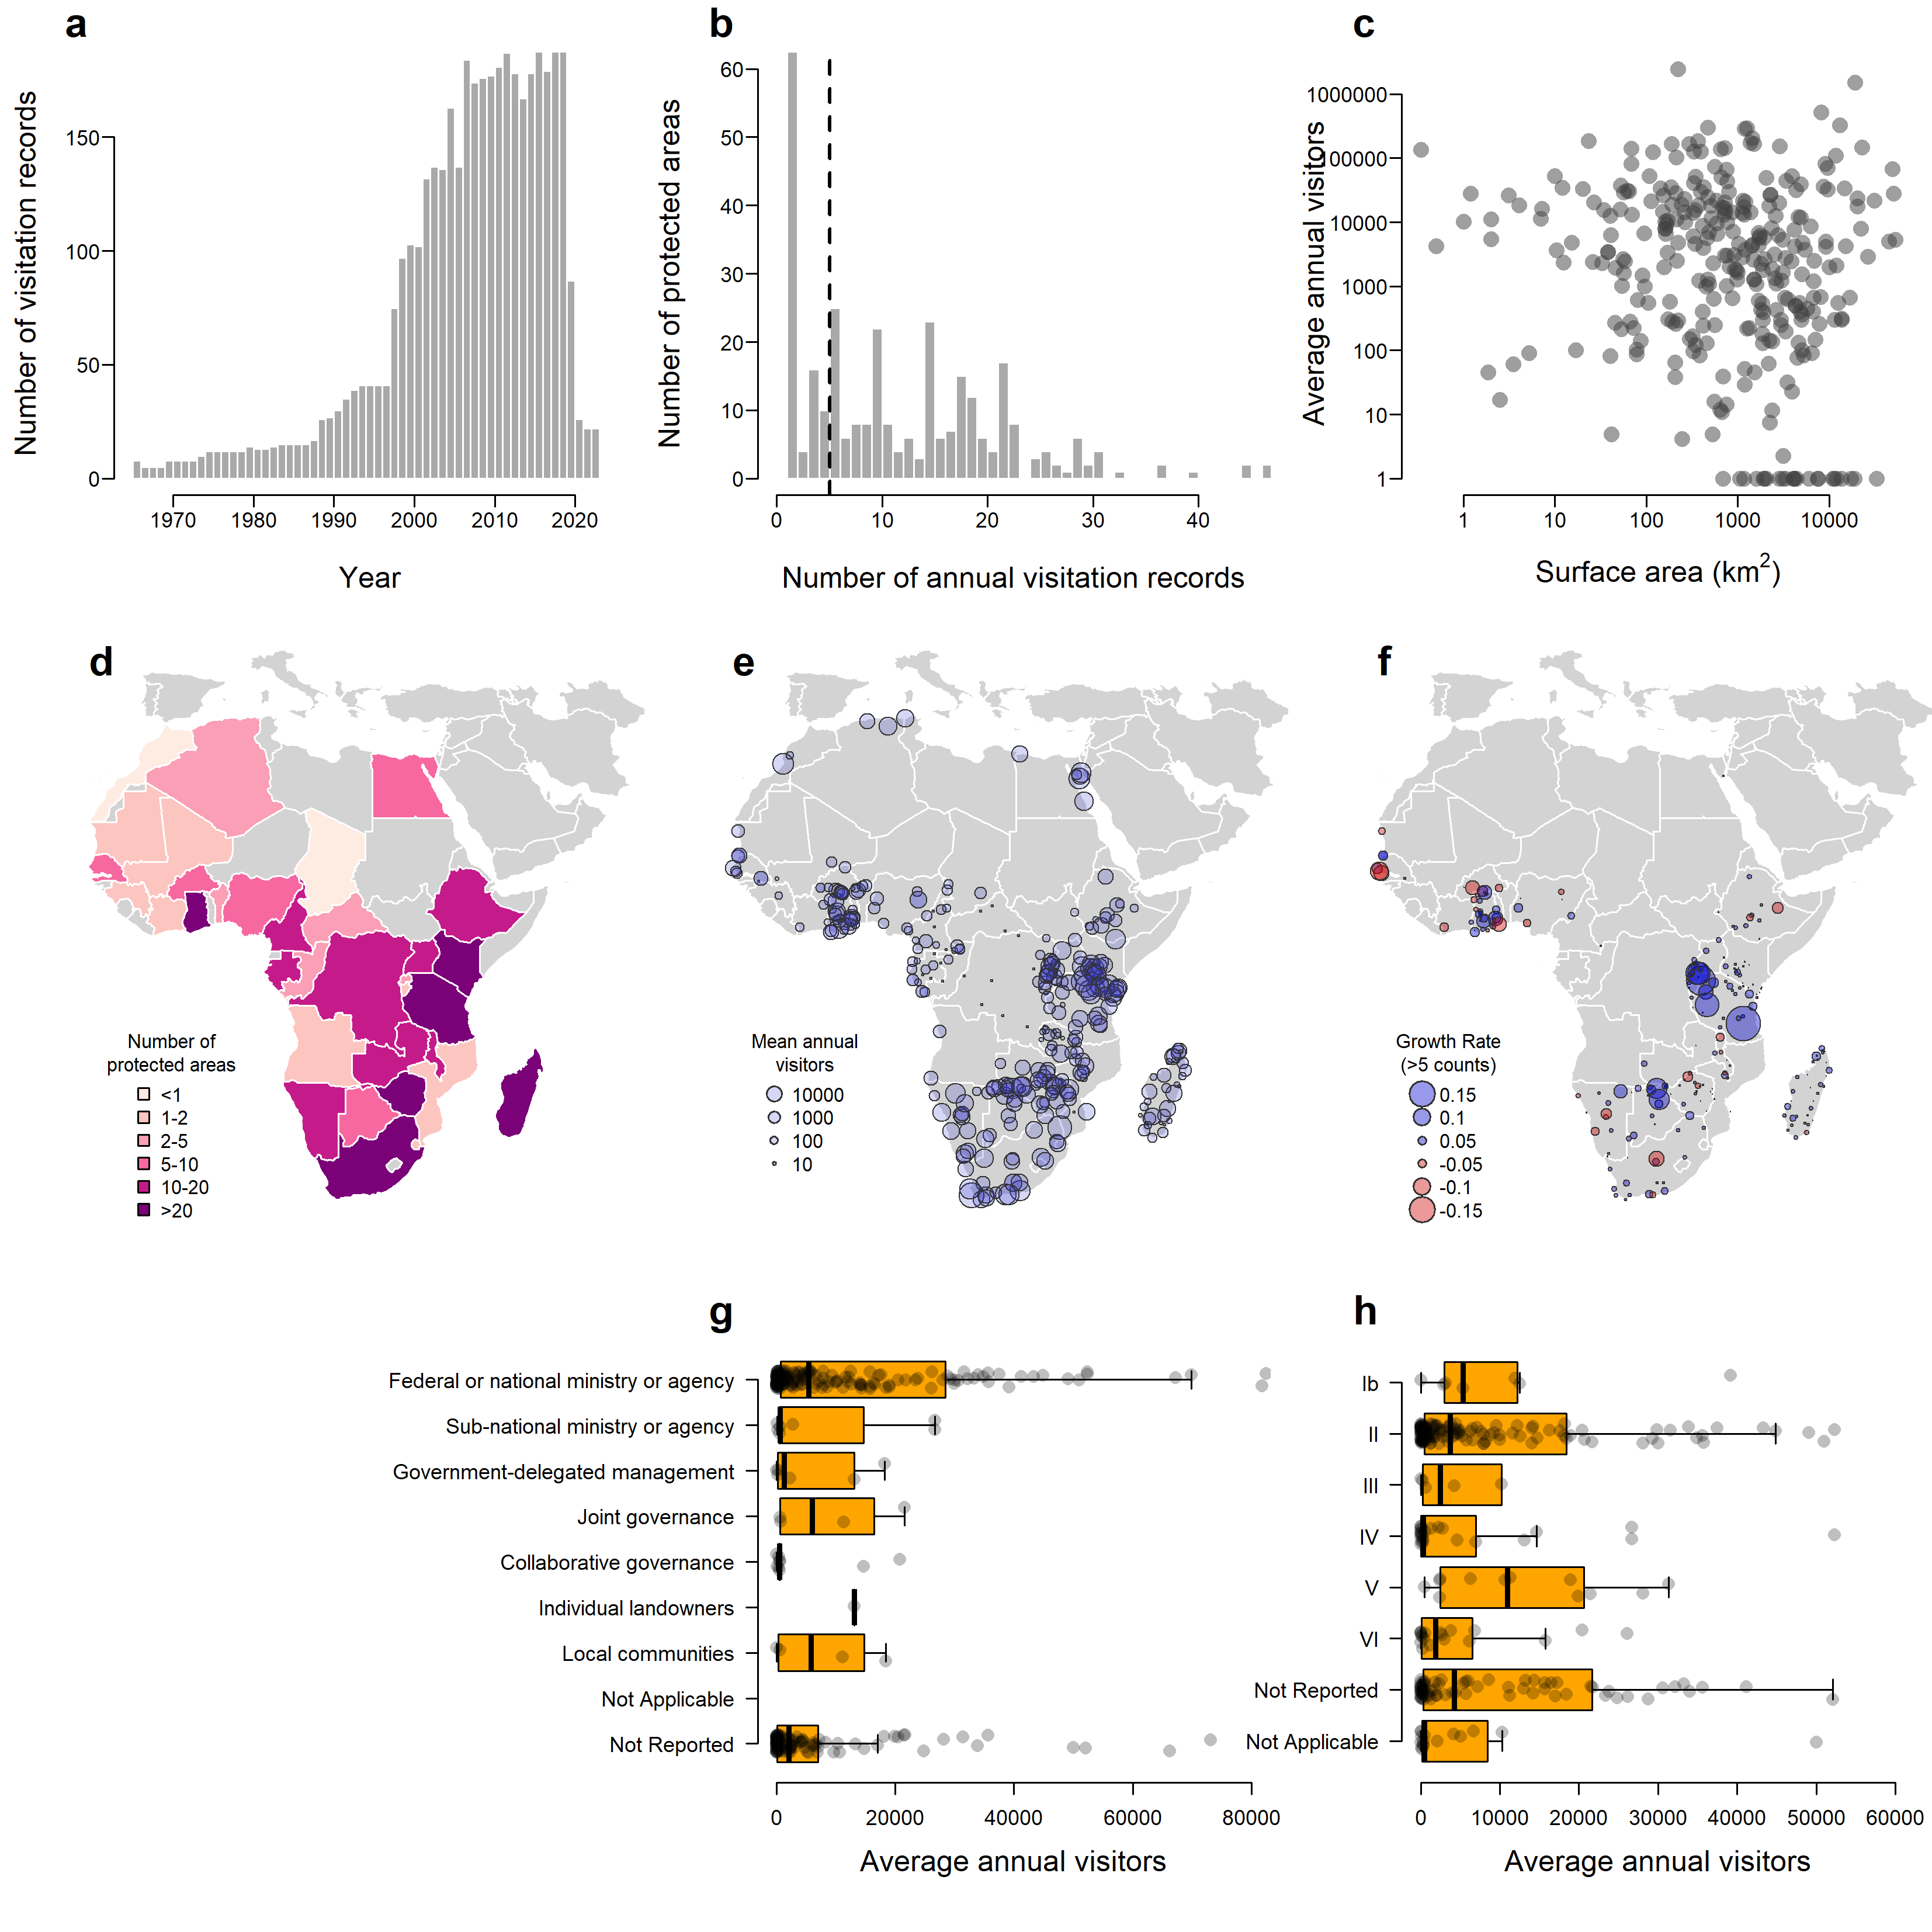 a
Number of visitation records
150
100
50
0
1970 1980 1990 2000 2010 2020
Year
b
Number of protected areas
60
50
40
30
20
10
0
0 10 20 30 40
Number of annual visitation records
c
Average annual visitors
1000000
100000
10000
1000
100
10
1
1 10 100 1000 10000
Surface area (km²)
d
Number of
protected areas
<1
1-2
2-5
5-10
10-20
>20
e
Mean annual
visitors
10000
1000
100
10
f
Growth Rate
(>5 counts)
0.15
0.1
0.05
-0.05
-0.1
-0.15
g
Federal or national ministry or agency
Sub-national ministry or agency
Government-delegated management
Joint governance
Collaborative governance
Individual landowners
Local communities
Not Applicable
Not Reported
0 20000 40000 60000 80000
Average annual visitors
h
Ib
II
III
IV
V
VI
Not Reported
Not Applicable
0 10000 20000 30000 40000 50000 60000
Average annual visitors